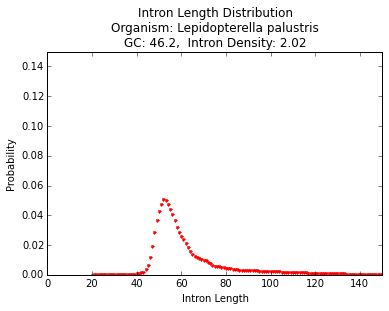 Intron Length Distribution
Organism: Lepidopterella palustris
GC: 46.2,  Intron Density: 2.02
0.14
0.12
0.10
0.08
0.06
0.04
0.02
0.00
Probability
0 20 40 60 80 100 120 140
Intron Length